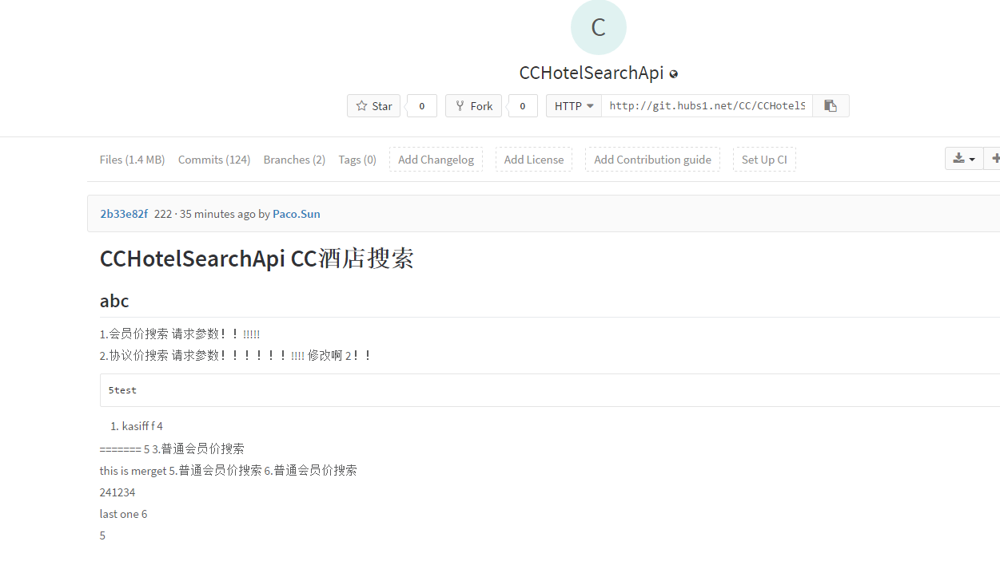 C
CCHotelSearchApi
Star 0 Fork 0 HTTP http://git.hubs1.net/CC/CCHotelS
Files (1.4 MB) Commits (124) Branches (2) Tags (0) Add Changelog Add License Add Contribution guide Set Up CI
2b33e82f 222 · 35 minutes ago by Paco.Sun
CCHotelSearchApi CC酒店搜索
abc
1.会员价搜索 请求参数！！!!!!!
2.协议价搜索 请求参数！！！！！！!!!! 修改啊 2！！
5test
1. kasiff f 4
======= 5 3.普通会员价搜索
this is merget 5.普通会员价搜索 6.普通会员价搜索
241234
last one 6
5